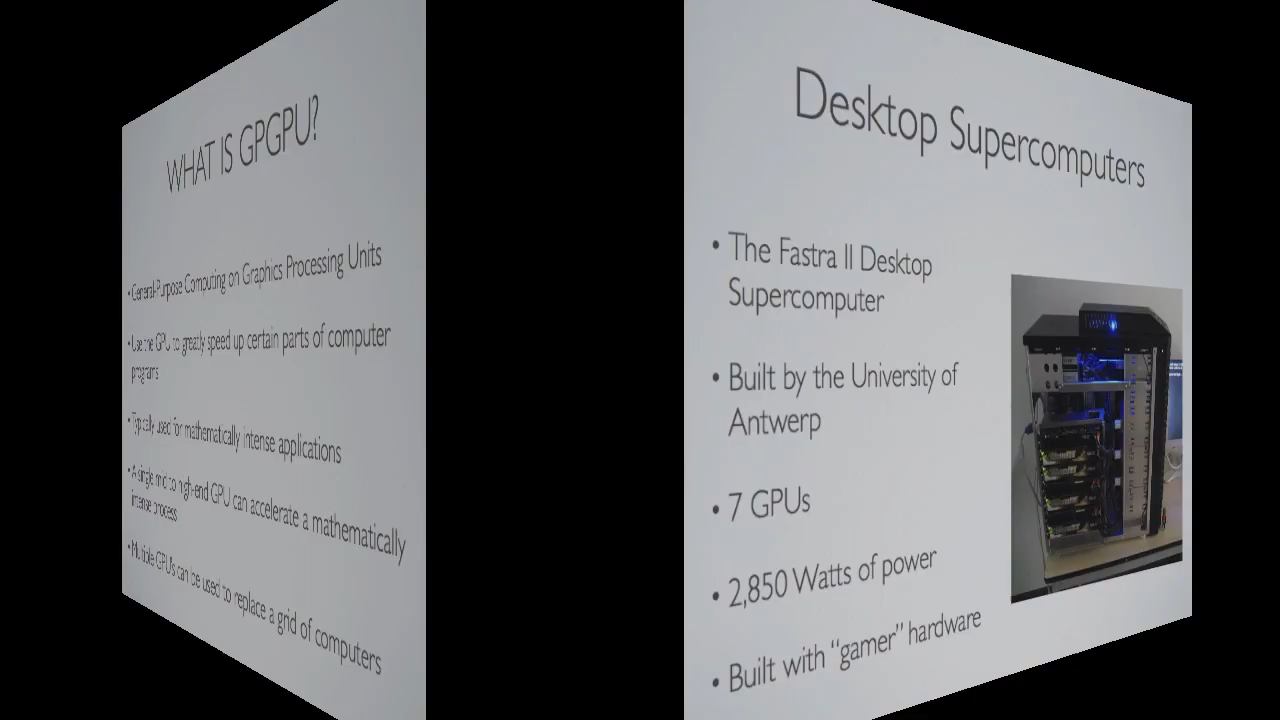 WHAT IS GPGPU?
• General-Purpose Computing on Graphics Processing Units
• Use the GPU to greatly speed up certain parts of computer
programs
• Typically used for mathematically intense applications
• A single mid to high-end GPU can accelerate a mathematically
intense process
• Multiple GPU's can be used to replace a grid of computers
Desktop Supercomputers
• The Fastra II Desktop
Supercomputer
• Built by the University of
Antwerp
• 7 GPUs
• 2,850 Watts of power
• Built with “gamer” hardware